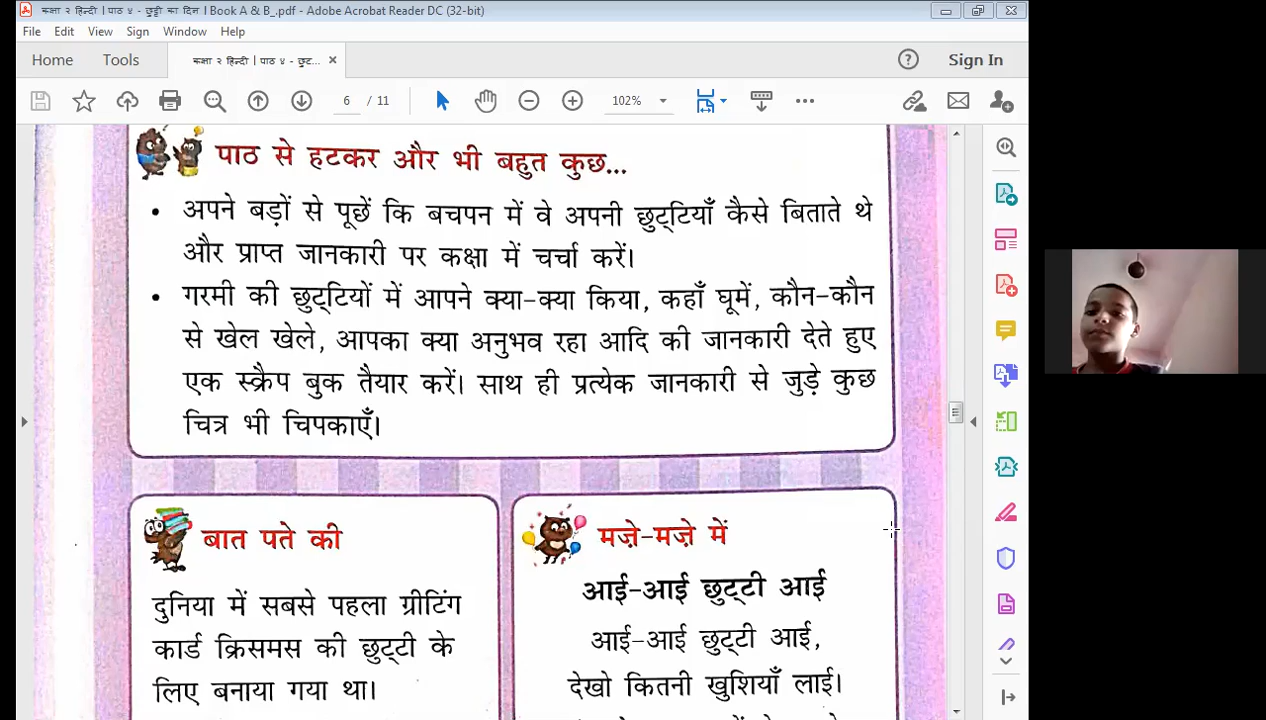 कक्षा २ हिन्दी । पाठ ४ - छुट्टी का दिन । Book A & B_.pdf - Adobe Acrobat Reader DC (32-bit)
File Edit View Sign Window Help
Home Tools कक्षा २ हिन्दी । पाठ ४ - छुट... × Sign In
6 / 11 102%
पाठ से हटकर और भी बहुत कुछ...
• अपने बड़ों से पूछें कि बचपन में वे अपनी छुट्टियाँ कैसे बिताते थे
और प्राप्त जानकारी पर कक्षा में चर्चा करें।
• गरमी की छुट्टियों में आपने क्या-क्या किया, कहाँ घूमें, कौन-कौन
से खेल खेले, आपका क्या अनुभव रहा आदि की जानकारी देते हुए
एक स्क्रैप बुक तैयार करें। साथ ही प्रत्येक जानकारी से जुड़े कुछ
चित्र भी चिपकाएँ।
बात पते की
दुनिया में सबसे पहला ग्रीटिंग
कार्ड क्रिसमस की छुट्टी के
लिए बनाया गया था।
मज़े-मज़े में
आई-आई छुट्टी आई
आई-आई छुट्टी आई,
देखो कितनी खुशियाँ लाई।